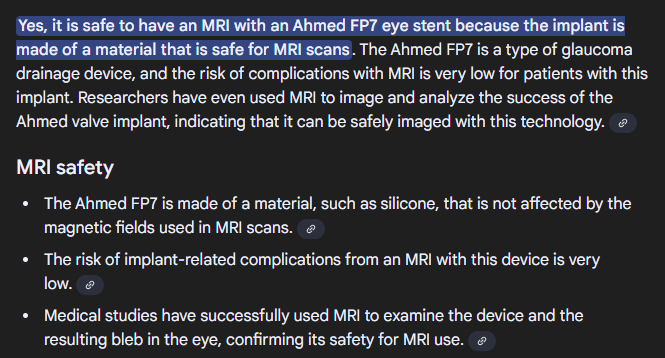 Yes, it is safe to have an MRI with an Ahmed FP7 eye stent because the implant is
made of a material that is safe for MRI scans. The Ahmed FP7 is a type of glaucoma
drainage device, and the risk of complications with MRI is very low for patients with this
implant. Researchers have even used MRI to image and analyze the success of the
Ahmed valve implant, indicating that it can be safely imaged with this technology.
MRI safety
• The Ahmed FP7 is made of a material, such as silicone, that is not affected by the
magnetic fields used in MRI scans.
• The risk of implant-related complications from an MRI with this device is very
low.
• Medical studies have successfully used MRI to examine the device and the
resulting bleb in the eye, confirming its safety for MRI use.